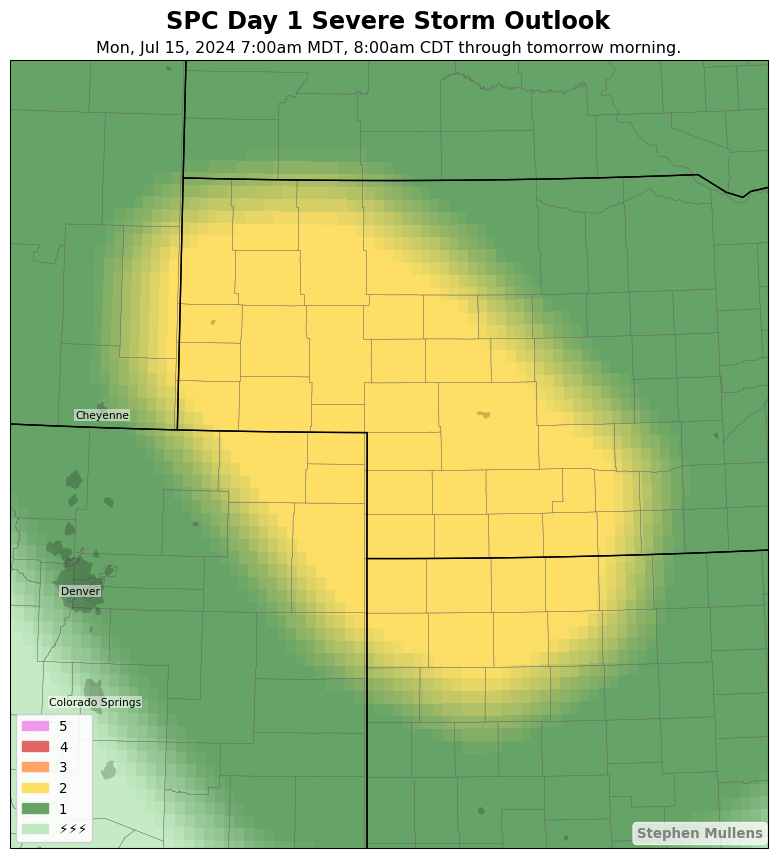 SPC Day 1 Severe Storm Outlook
Mon, Jul 15, 2024 7:00am MDT, 8:00am CDT through tomorrow morning.
Cheyenne
Denver
Colorado Springs
5
4
3
2
1
⚡⚡⚡
Stephen Mullens